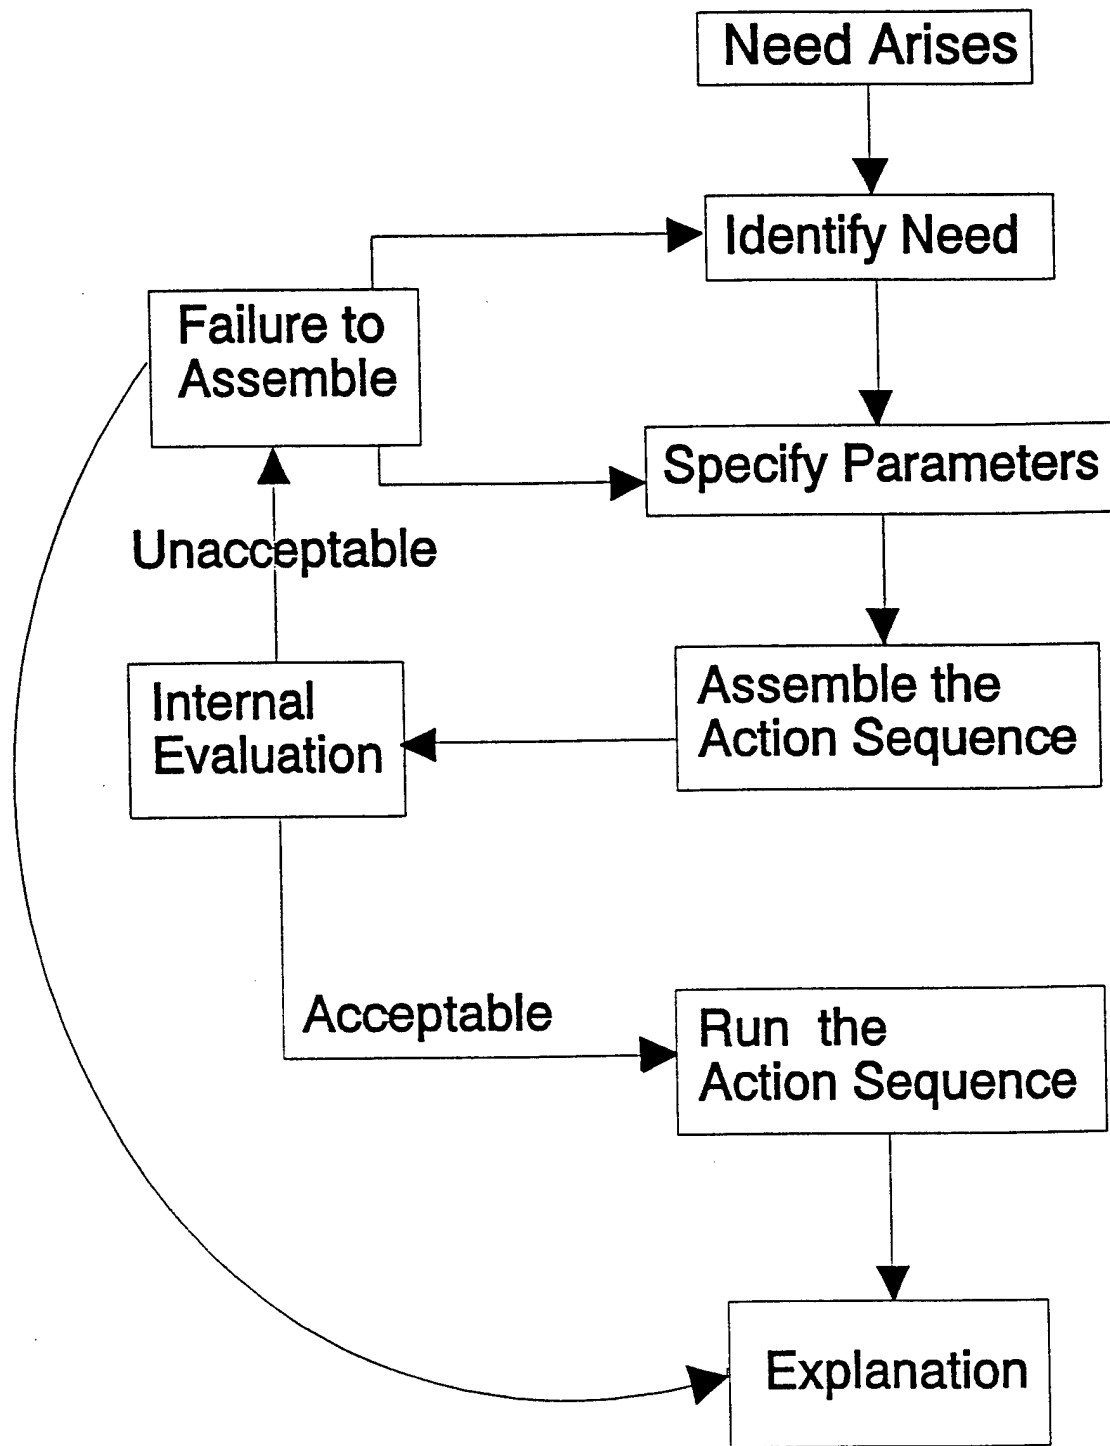 Need Arises
Identify Need
Failure to
Assemble
Specify Parameters
Unacceptable
Assemble the
Action Sequence
Internal
Evaluation
Acceptable
Run the
Action Sequence
Explanation